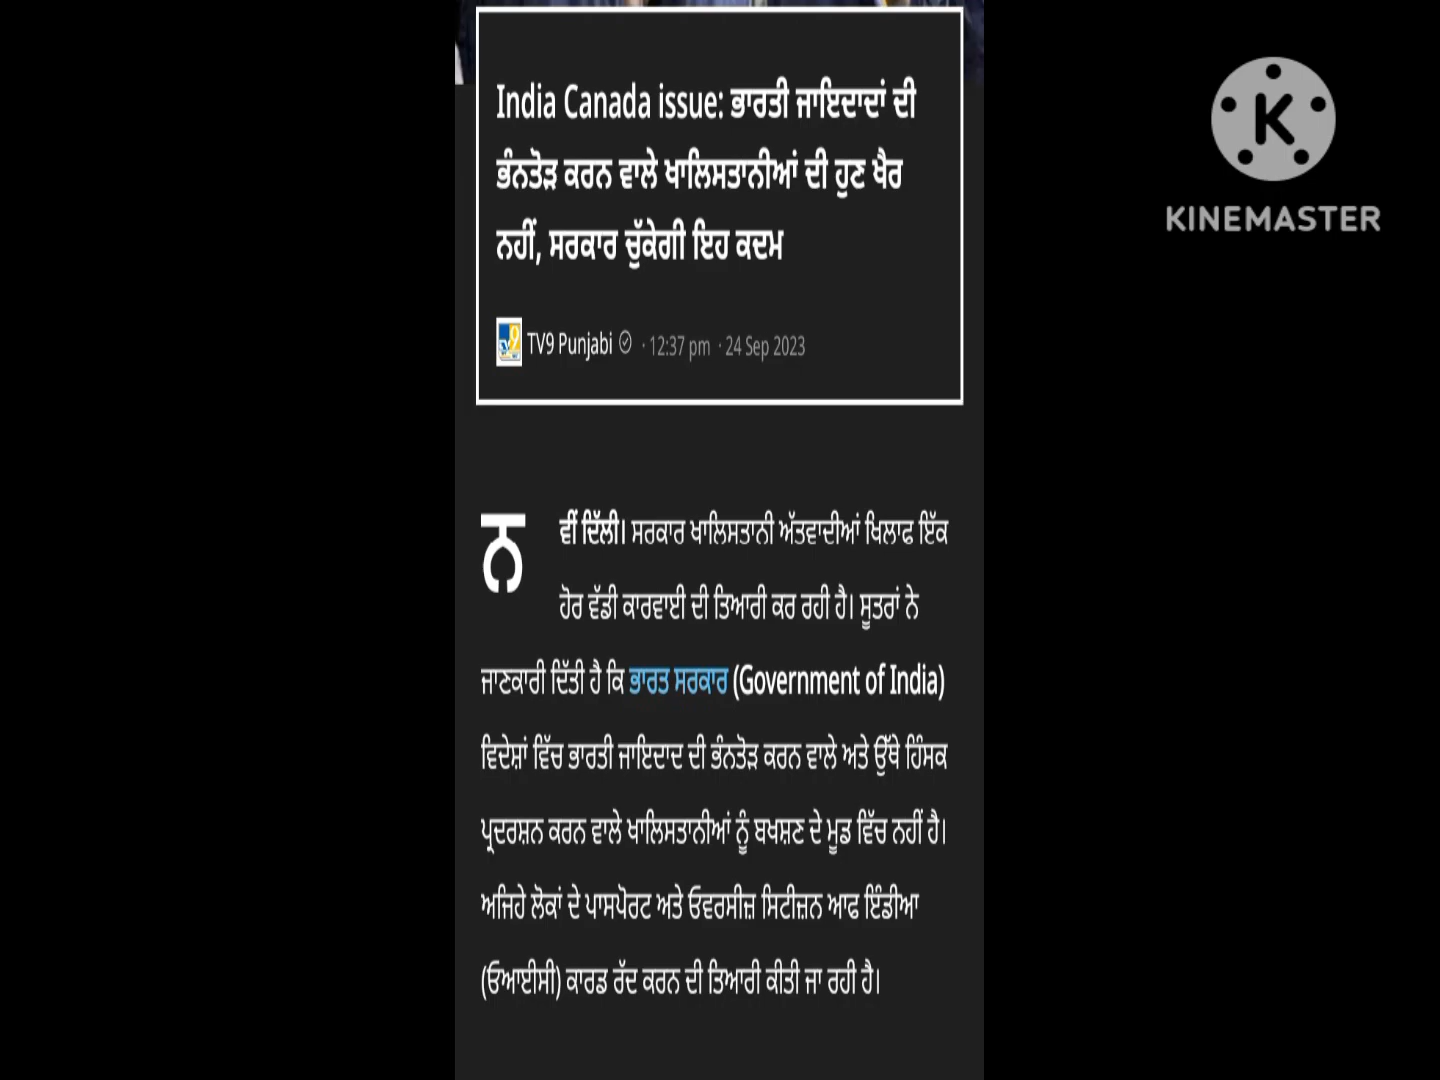 India Canada issue: ਭਾਰਤੀ ਜਾਇਦਾਦਾਂ ਦੀ
ਭੰਨਤੋੜ ਕਰਨ ਵਾਲੇ ਖਾਲਿਸਤਾਨੀਆਂ ਦੀ ਹੁਣ ਖੈਰ
ਨਹੀਂ, ਸਰਕਾਰ ਚੁੱਕੇਗੀ ਇਹ ਕਦਮ
TV9 Punjabi · 12:37 pm · 24 Sep 2023
ਨਵੀਂ ਦਿੱਲੀ। ਸਰਕਾਰ ਖਾਲਿਸਤਾਨੀ ਅੱਤਵਾਦੀਆਂ ਖਿਲਾਫ ਇੱਕ
ਹੋਰ ਵੱਡੀ ਕਾਰਵਾਈ ਦੀ ਤਿਆਰੀ ਕਰ ਰਹੀ ਹੈ। ਸੂਤਰਾਂ ਨੇ
ਜਾਣਕਾਰੀ ਦਿੱਤੀ ਹੈ ਕਿ ਭਾਰਤ ਸਰਕਾਰ (Government of India)
ਵਿਦੇਸ਼ਾਂ ਵਿੱਚ ਭਾਰਤੀ ਜਾਇਦਾਦ ਦੀ ਭੰਨਤੋੜ ਕਰਨ ਵਾਲੇ ਅਤੇ ਉੱਥੇ ਹਿੰਸਕ
ਪ੍ਰਦਰਸ਼ਨ ਕਰਨ ਵਾਲੇ ਖਾਲਿਸਤਾਨੀਆਂ ਨੂੰ ਬਖਸ਼ਣ ਦੇ ਮੂਡ ਵਿੱਚ ਨਹੀਂ ਹੈ।
ਅਜਿਹੇ ਲੋਕਾਂ ਦੇ ਪਾਸਪੋਰਟ ਅਤੇ ਓਵਰਸੀਜ਼ ਸਿਟੀਜ਼ਨ ਆਫ ਇੰਡੀਆ
(ਓਆਈਸੀ) ਕਾਰਡ ਰੱਦ ਕਰਨ ਦੀ ਤਿਆਰੀ ਕੀਤੀ ਜਾ ਰਹੀ ਹੈ।
K
KINEMASTER